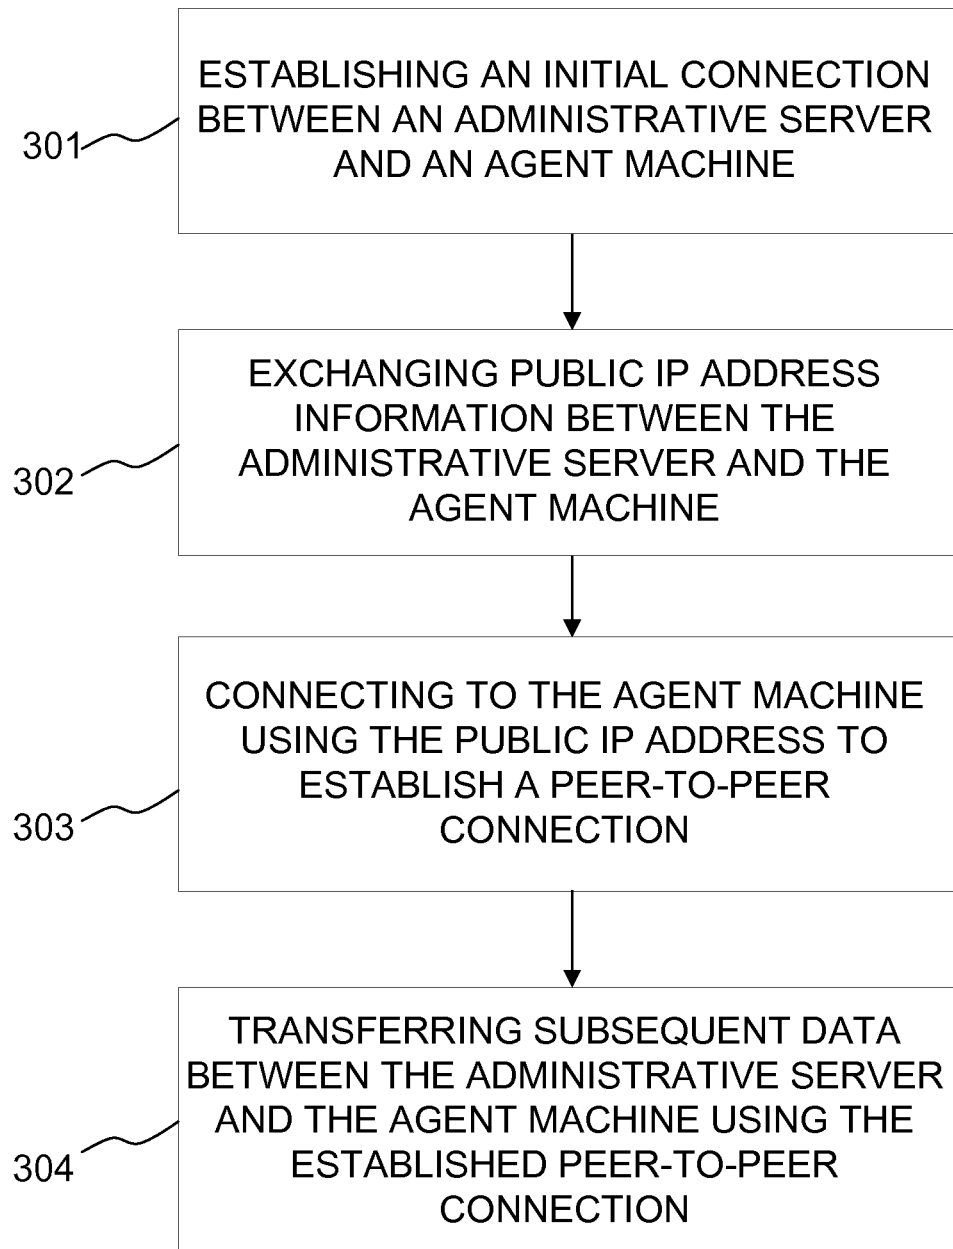 301
ESTABLISHING AN INITIAL CONNECTION
BETWEEN AN ADMINISTRATIVE SERVER
AND AN AGENT MACHINE
302
EXCHANGING PUBLIC IP ADDRESS
INFORMATION BETWEEN THE
ADMINISTRATIVE SERVER AND THE
AGENT MACHINE
303
CONNECTING TO THE AGENT MACHINE
USING THE PUBLIC IP ADDRESS TO
ESTABLISH A PEER-TO-PEER
CONNECTION
304
TRANSFERRING SUBSEQUENT DATA
BETWEEN THE ADMINISTRATIVE SERVER
AND THE AGENT MACHINE USING THE
ESTABLISHED PEER-TO-PEER
CONNECTION